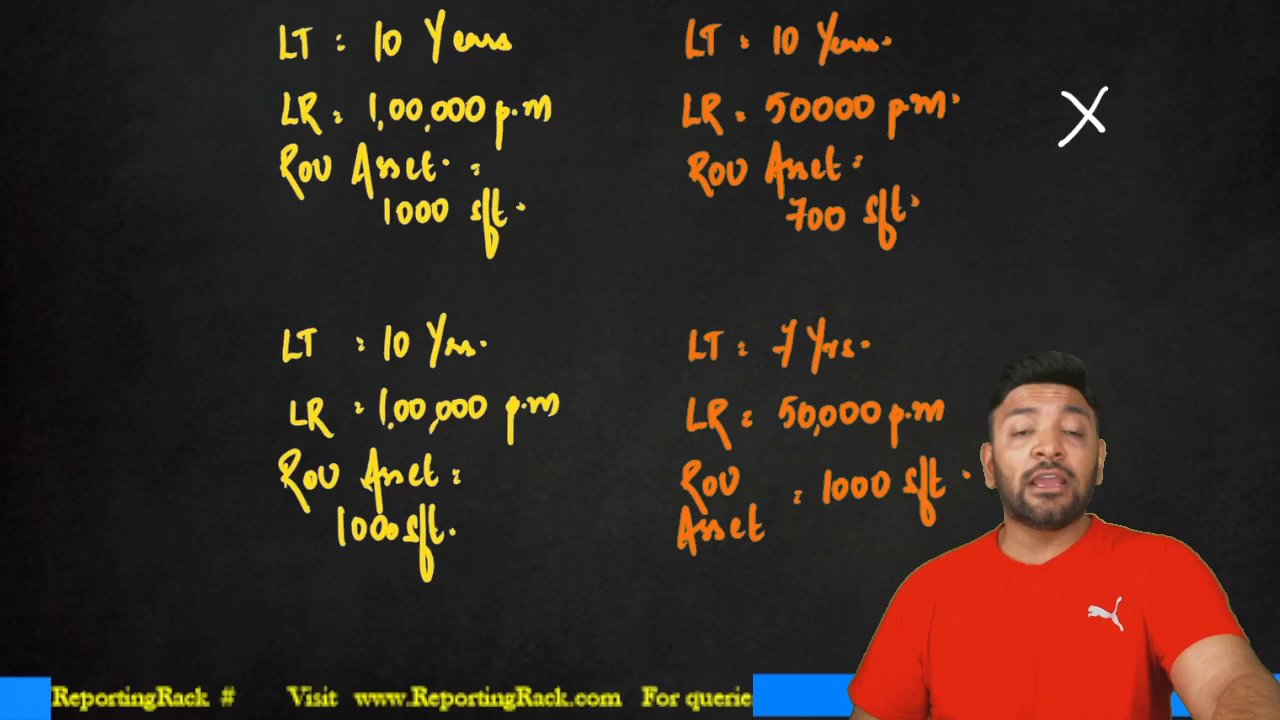 LT : 10 Years
LR = 1,00,000 p.m
ROU Asset =
1000 sft.
LT = 10 Years.
LR = 50000 p.m.
ROU Asset =
700 sft.
X
LT = 10 Yrs.
LR = 1,00,000 p.m
ROU Asset =
1000 sft.
LT = 7 Yrs.
LR = 50,000 p.m
ROU Asset = 1000 sft.
ReportingRack # Visit www.ReportingRack.com For querie